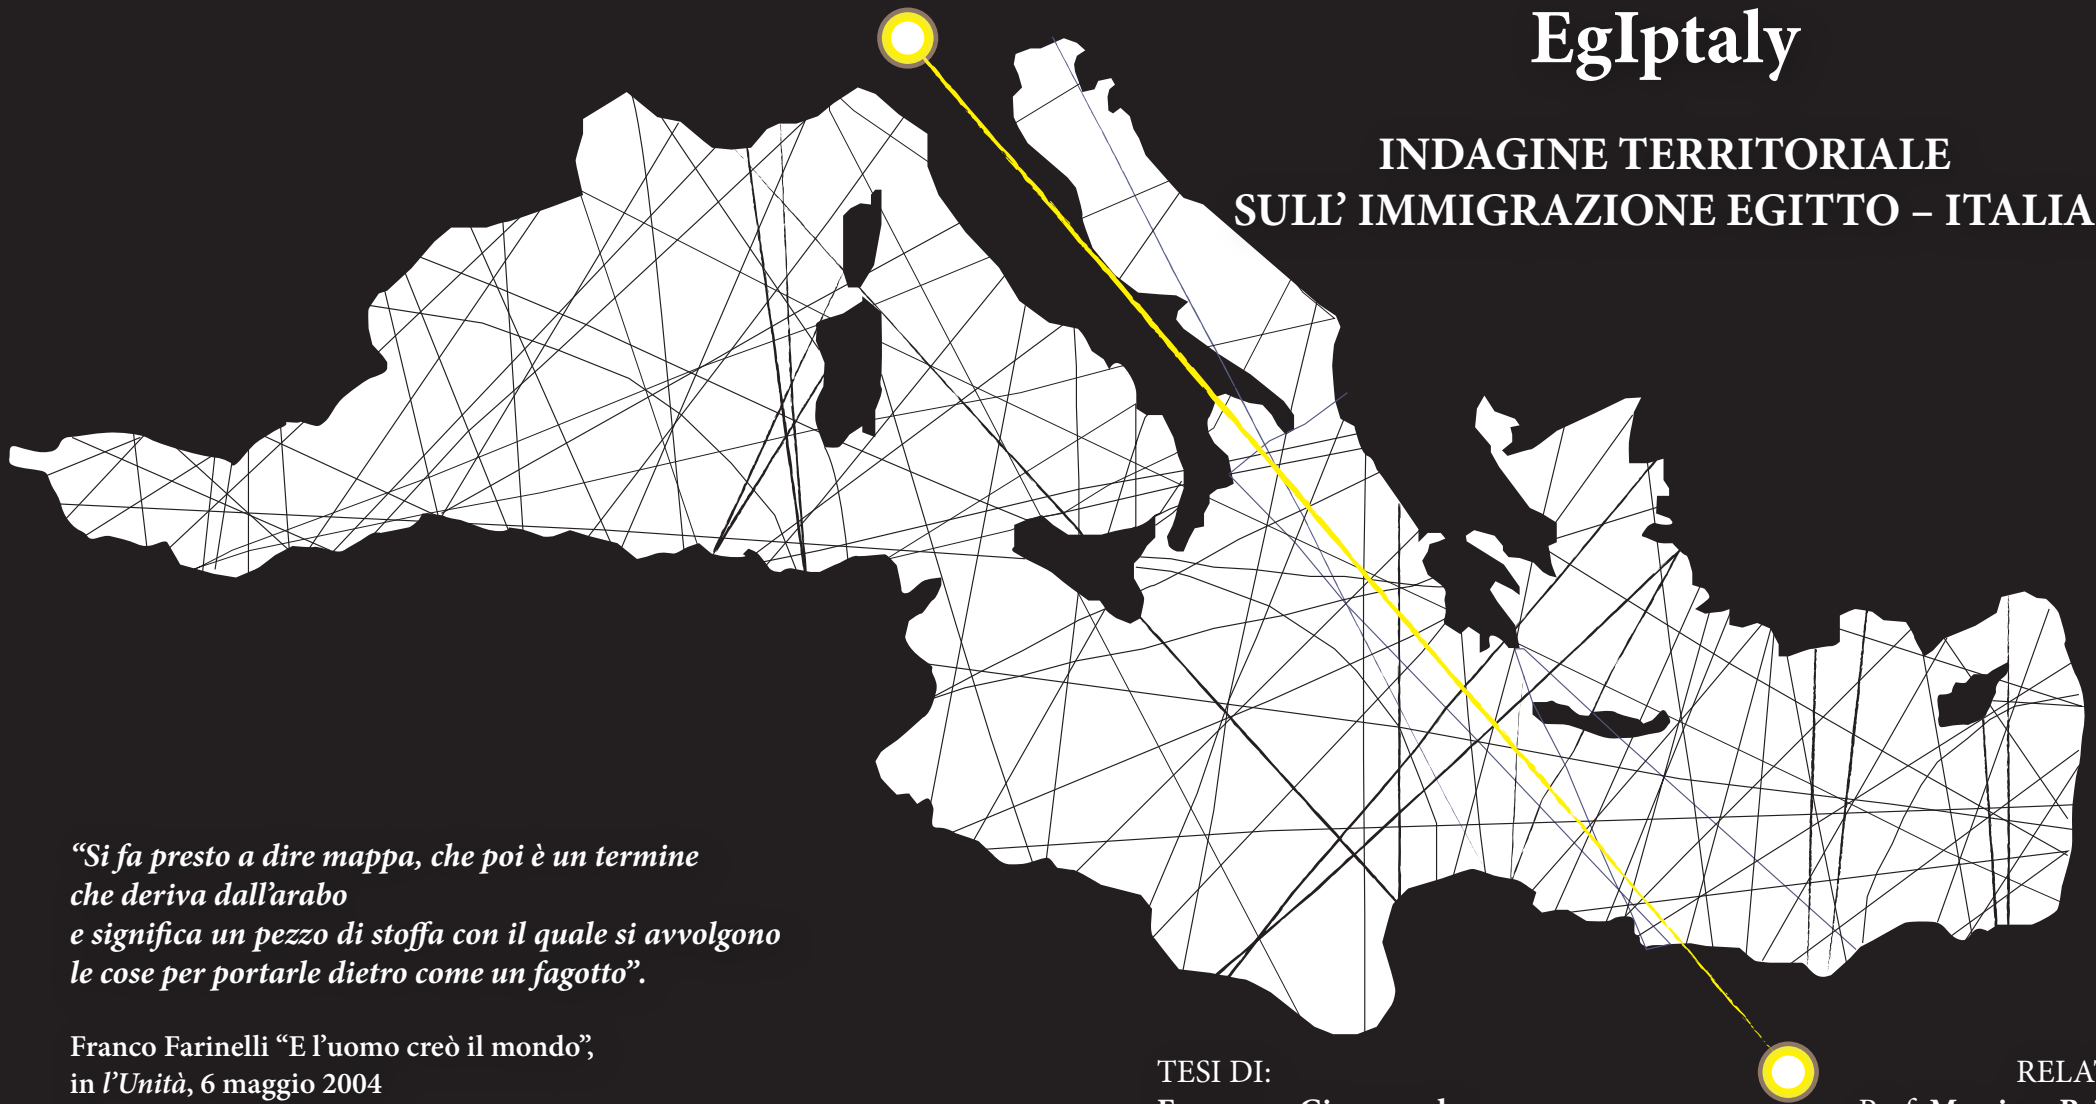 EgIptaly
INDAGINE TERRITORIALE
SULL’ IMMIGRAZIONE EGITTO – ITALIA
“Si fa presto a dire mappa, che poi è un termine
che deriva dall’arabo
e significa un pezzo di stoffa con il quale si avvolgono
le cose per portarle dietro come un fagotto”.
Franco Farinelli “E l’uomo creò il mondo”,
in l’Unità, 6 maggio 2004
TESI DI: